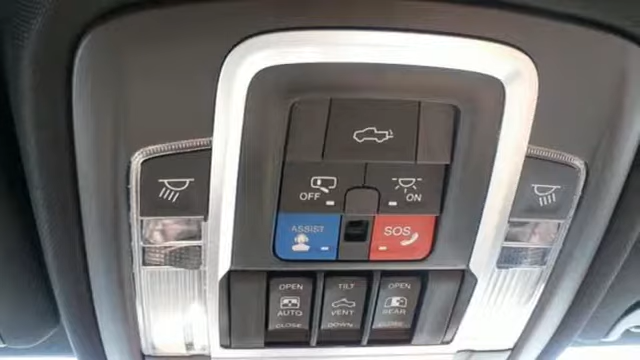 OFF
ON
ASSIST
SOS
OPEN TILT OPEN
AUTO VENT REAR
CLOSE DOWN CLOSE